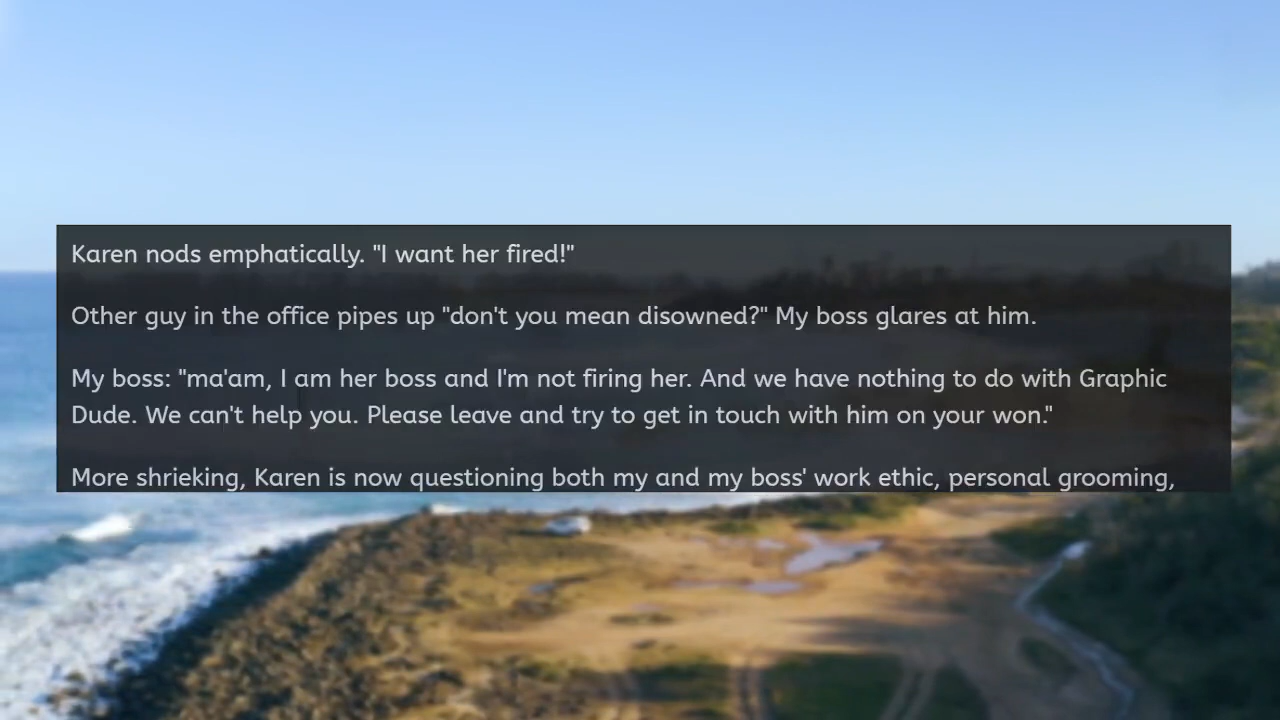 Karen nods emphatically. "I want her fired!"
Other guy in the office pipes up "don't you mean disowned?" My boss glares at him.
My boss: "ma'am, I am her boss and I'm not firing her. And we have nothing to do with Graphic
Dude. We can't help you. Please leave and try to get in touch with him on your won."
More shrieking, Karen is now questioning both my and my boss' work ethic, personal grooming,